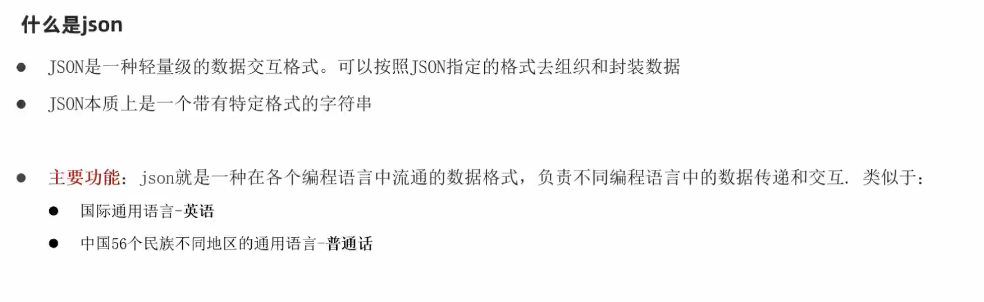 什么是json
● JSON是一种轻量级的数据交互格式。可以按照JSON指定的格式去组织和封装数据
● JSON本质上是一个带有特定格式的字符串
● 主要功能：json就是一种在各个编程语言中流通的数据格式，负责不同编程语言中的数据传递和交互. 类似于：
● 国际通用语言-英语
● 中国56个民族不同地区的通用语言-普通话